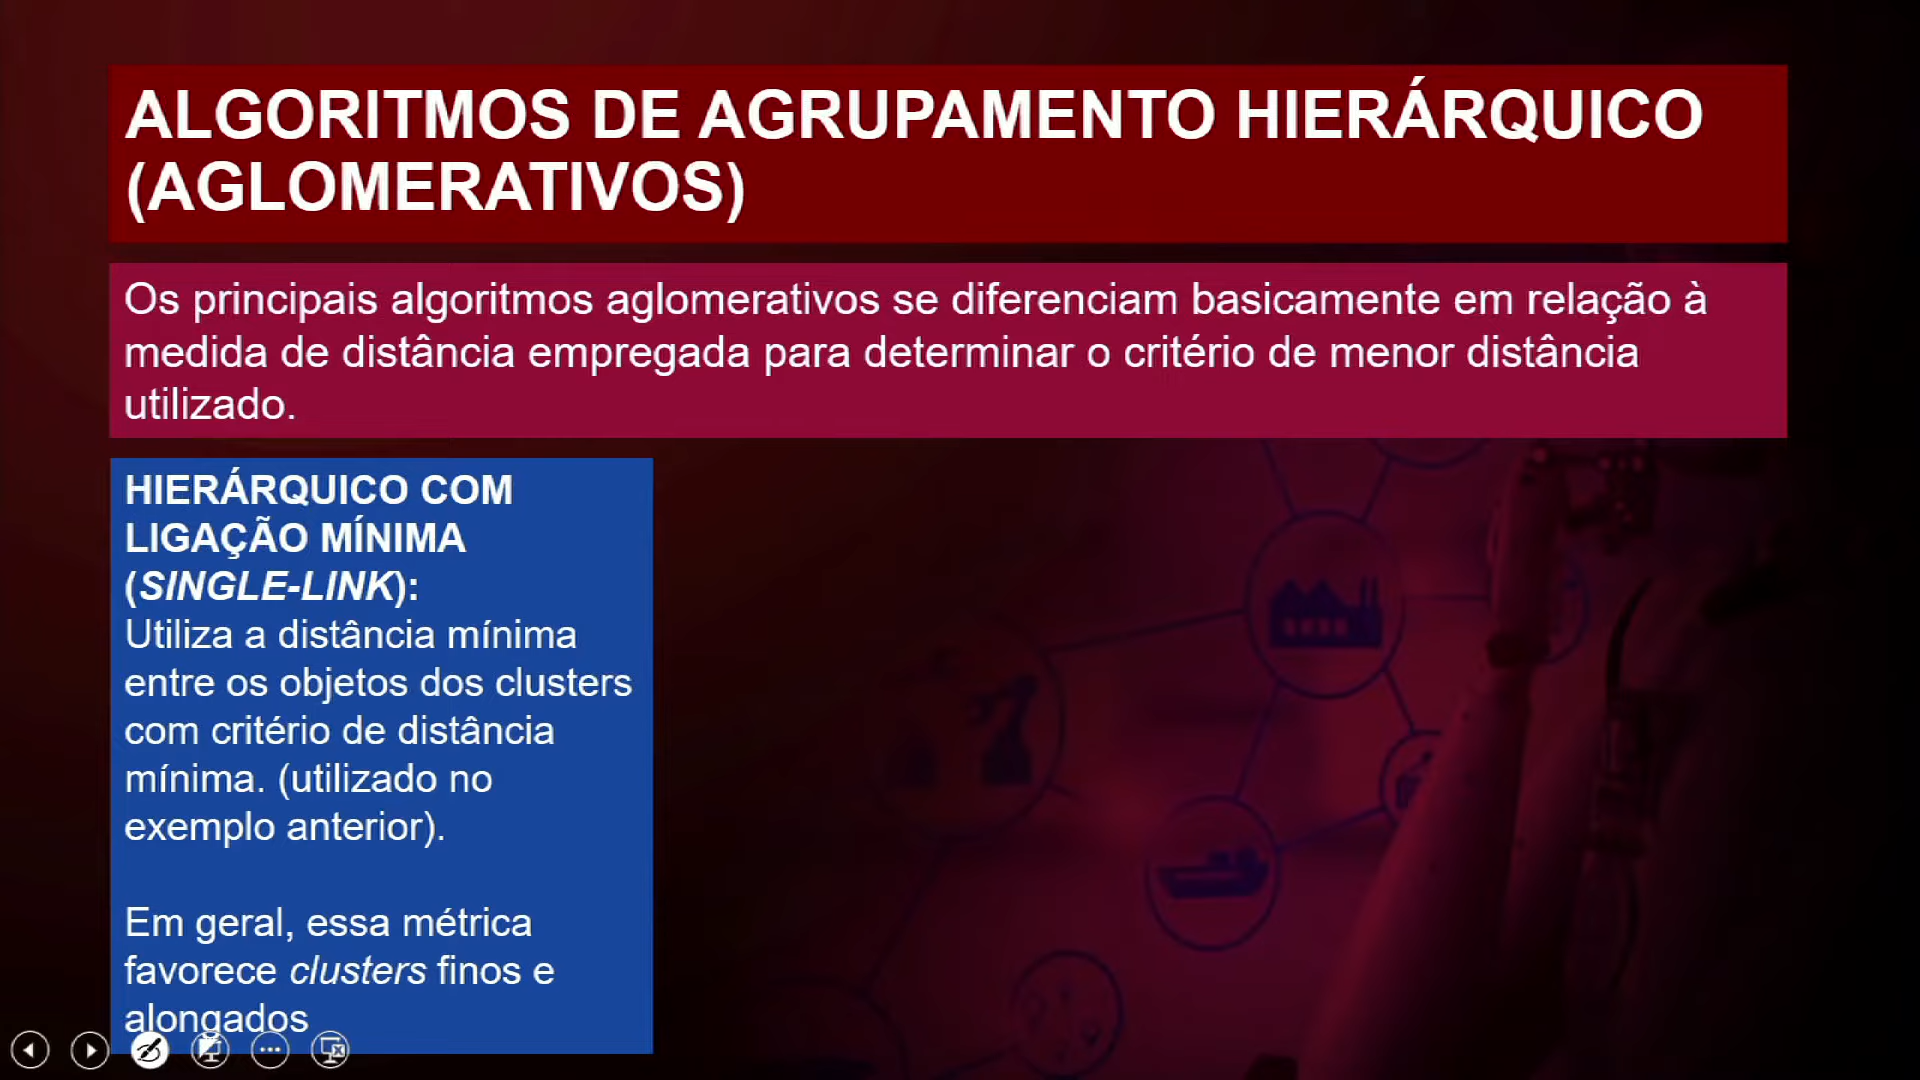 ALGORITMOS DE AGRUPAMENTO HIERÁRQUICO
(AGLOMERATIVOS)
Os principais algoritmos aglomerativos se diferenciam basicamente em relação à
medida de distância empregada para determinar o critério de menor distância
utilizado.
HIERÁRQUICO COM
LIGAÇÃO MÍNIMA
(SINGLE-LINK):
Utiliza a distância mínima
entre os objetos dos clusters
com critério de distância
mínima. (utilizado no
exemplo anterior).
Em geral, essa métrica
favorece clusters finos e
alongados